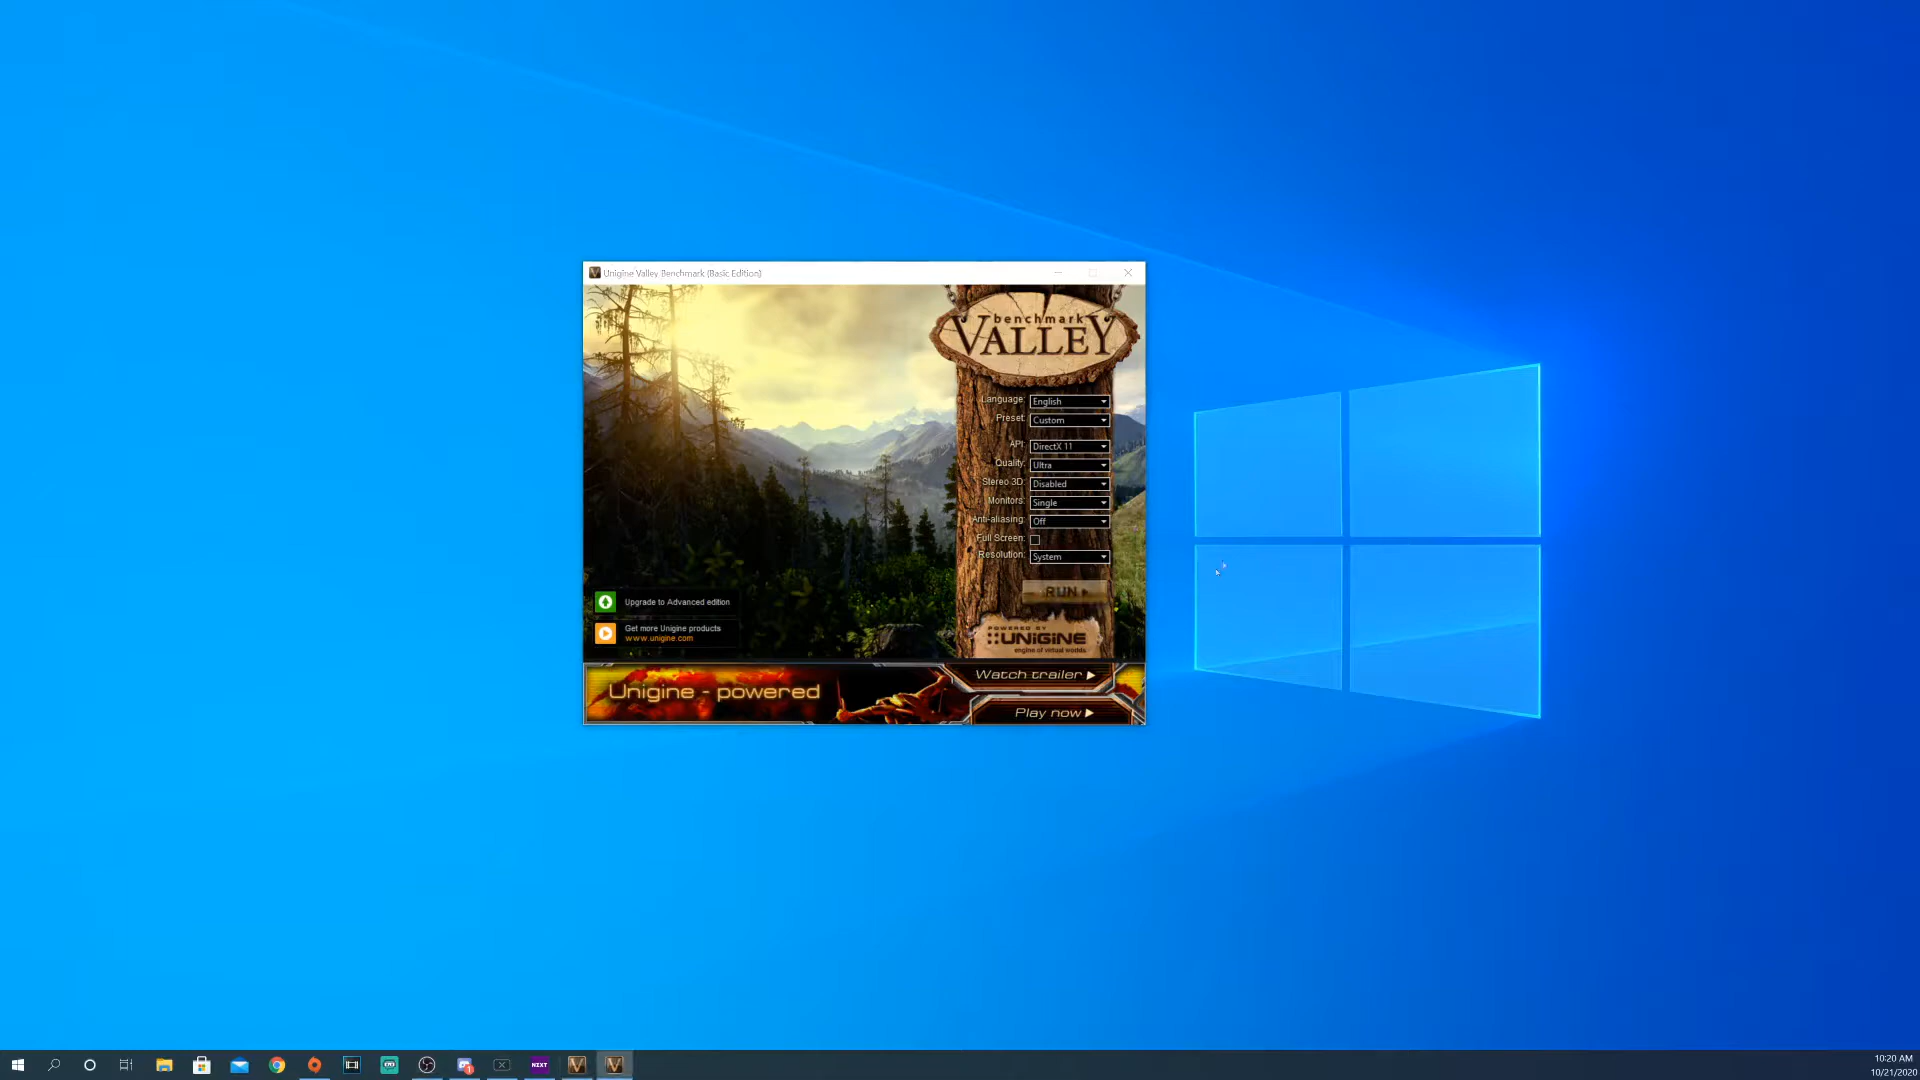 Unigine Valley Benchmark (Basic Edition)
benchmark
VALLEY
Language: English
Preset: Custom
API: DirectX 11
Quality: Ultra
Stereo 3D: Disabled
Monitors: Single
Anti-aliasing: Off
Full Screen:
Resolution: System
RUN
Upgrade to Advanced edition
Get more Unigine products
www.unigine.com
POWERED BY
UNIGINE
engine of virtual worlds
Unigine - powered
Watch trailer
Play now
1
NZXT
V
V
10:20 AM
10/21/2020